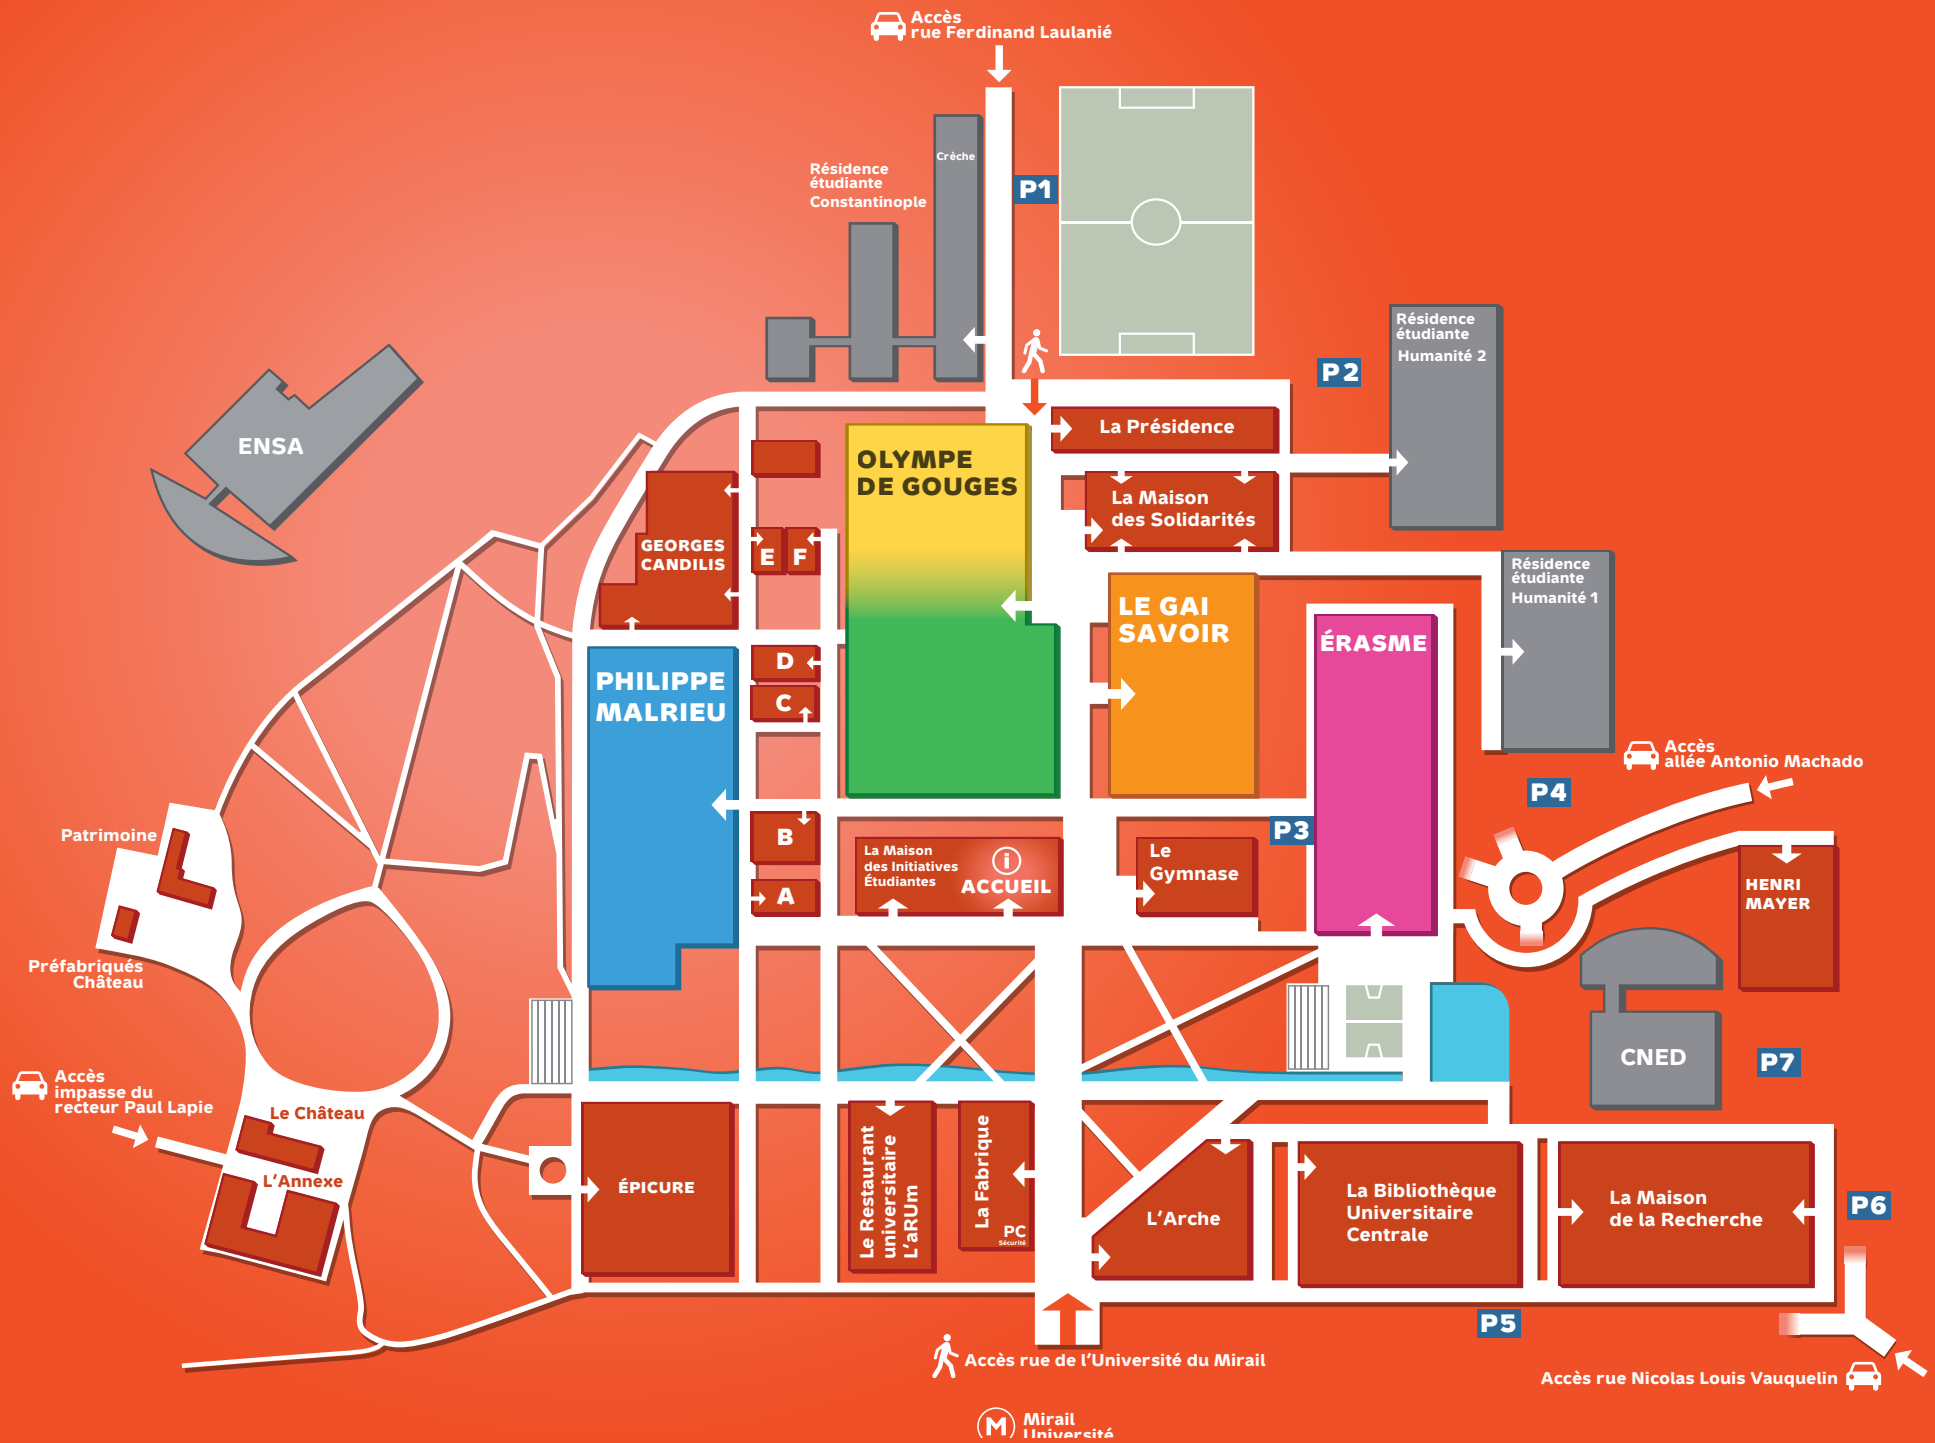 Accès
rue Ferdinand Laulanié
Crèche
Résidence
étudiante
Constantinople
P1
Résidence
étudiante
Humanité 2
P2
La Présidence
ENSA
OLYMPE
DE GOUGES
La Maison
des Solidarités
GEORGES
CANDILIS
E
F
Résidence
étudiante
Humanité 1
LE GAI
SAVOIR
ÉRASME
PHILIPPE
MALRIEU
D
C
Accès
allée Antonio Machado
P4
Patrimoine
B
P3
La Maison
des Initiatives
Étudiantes
i
ACCUEIL
Le
Gymnase
A
HENRI
MAYER
Préfabriqués
Château
CNED
P7
Accès
impasse du
recteur Paul Lapie
Le Château
L'Annexe
ÉPICURE
Le Restaurant
universitaire
L'aRUm
La Fabrique
PC
Sécurité
L'Arche
La Bibliothèque
Universitaire
Centrale
La Maison
de la Recherche
P6
P5
Accès rue de l'Université du Mirail
Accès rue Nicolas Louis Vauquelin
M
Mirail
Université